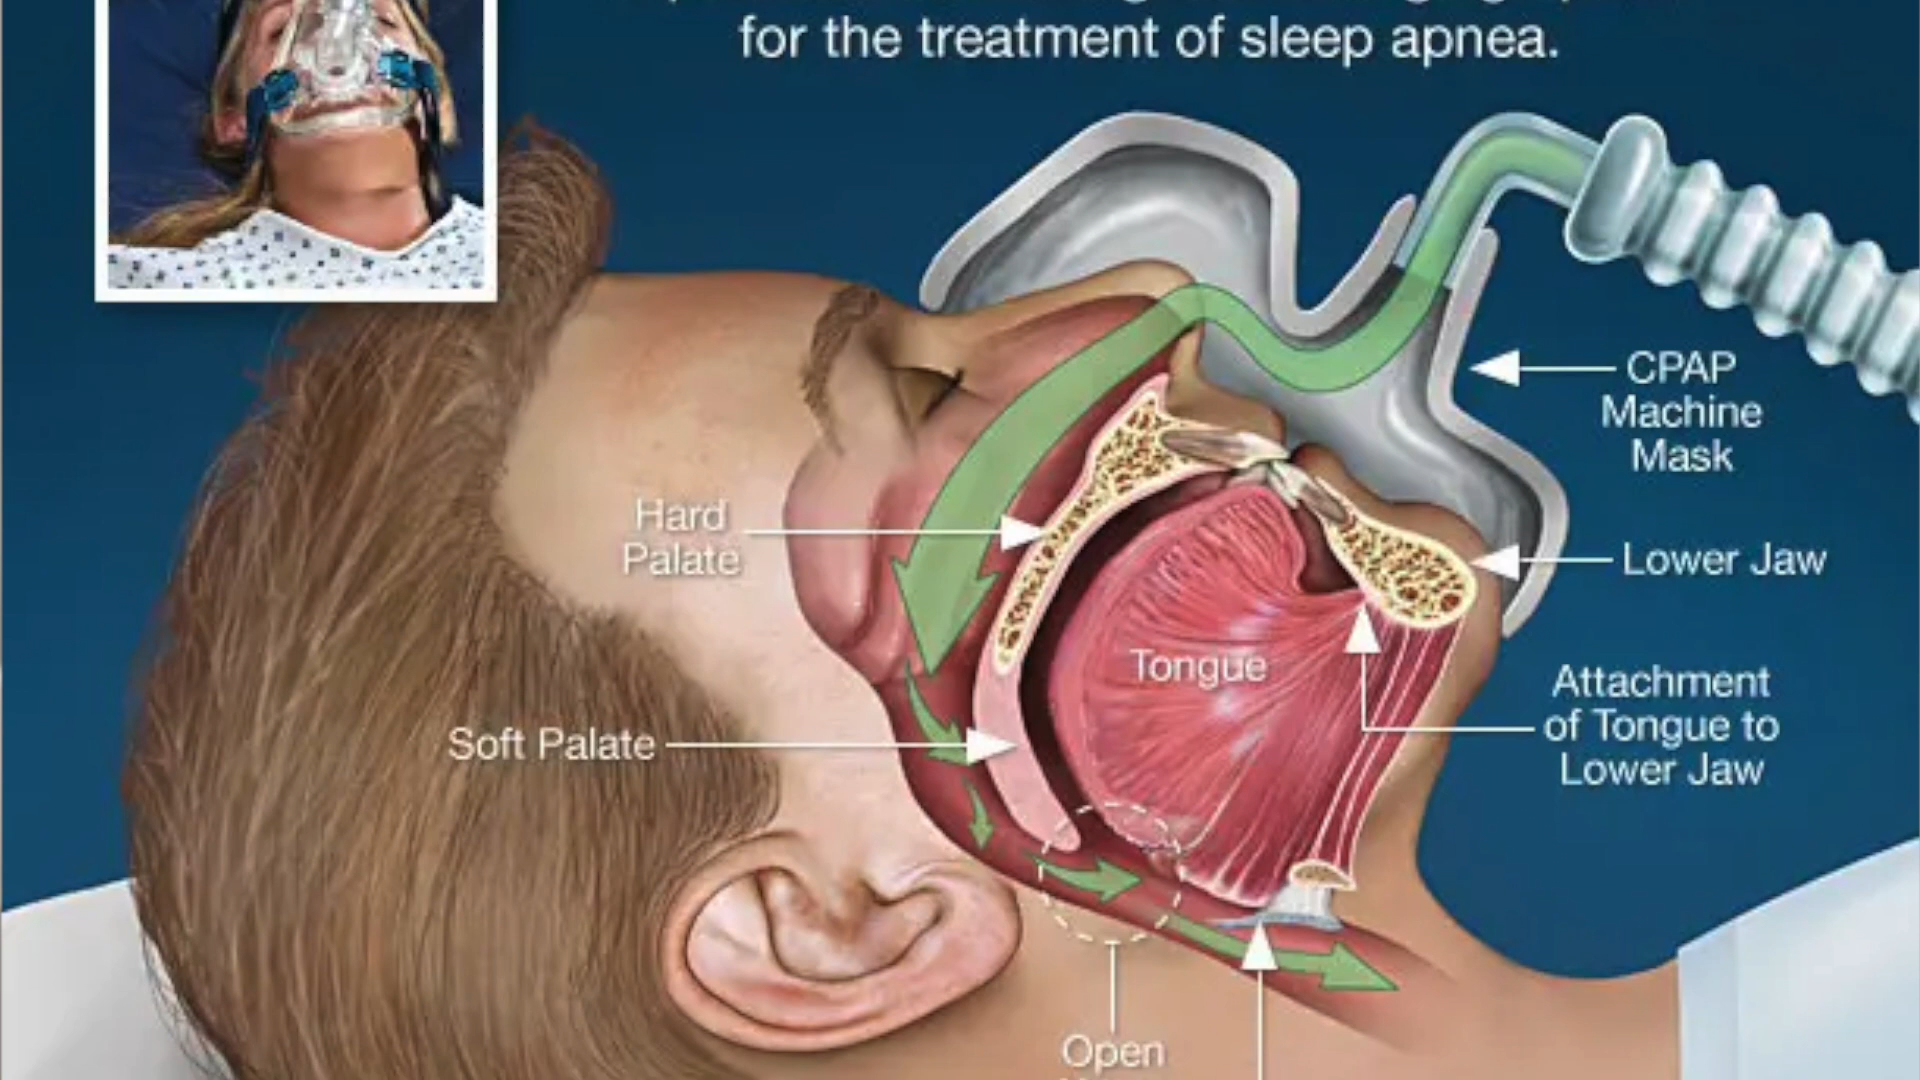 for the treatment of sleep apnea.
CPAP
Machine
Mask
Hard
Palate
Lower Jaw
Tongue
Attachment
of Tongue to
Lower Jaw
Soft Palate
Open